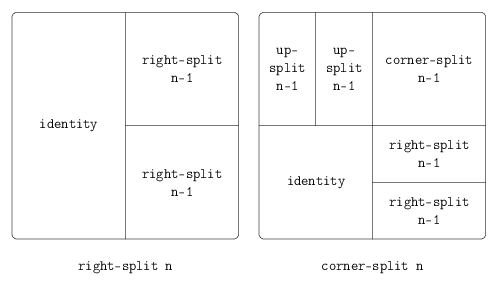 identity
right-split
n-1
right-split
n-1
right-split n
up-
split
n-1
up-
split
n-1
corner-split
n-1
identity
right-split
n-1
right-split
n-1
corner-split n